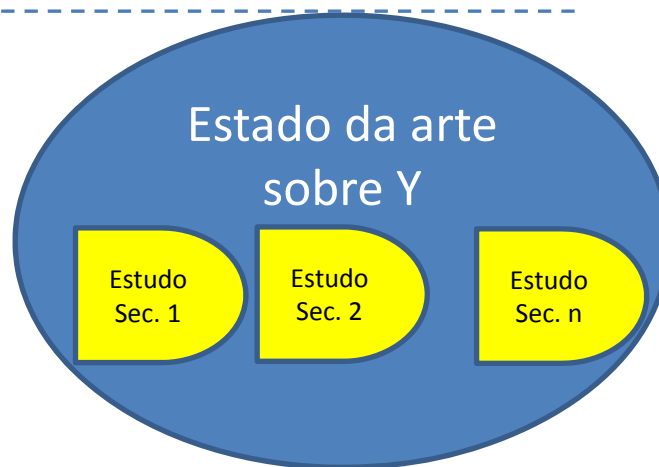 Estado da arte
sobre Y
Estudo
Sec. 1
Estudo
Sec. 2
Estudo
Sec. n